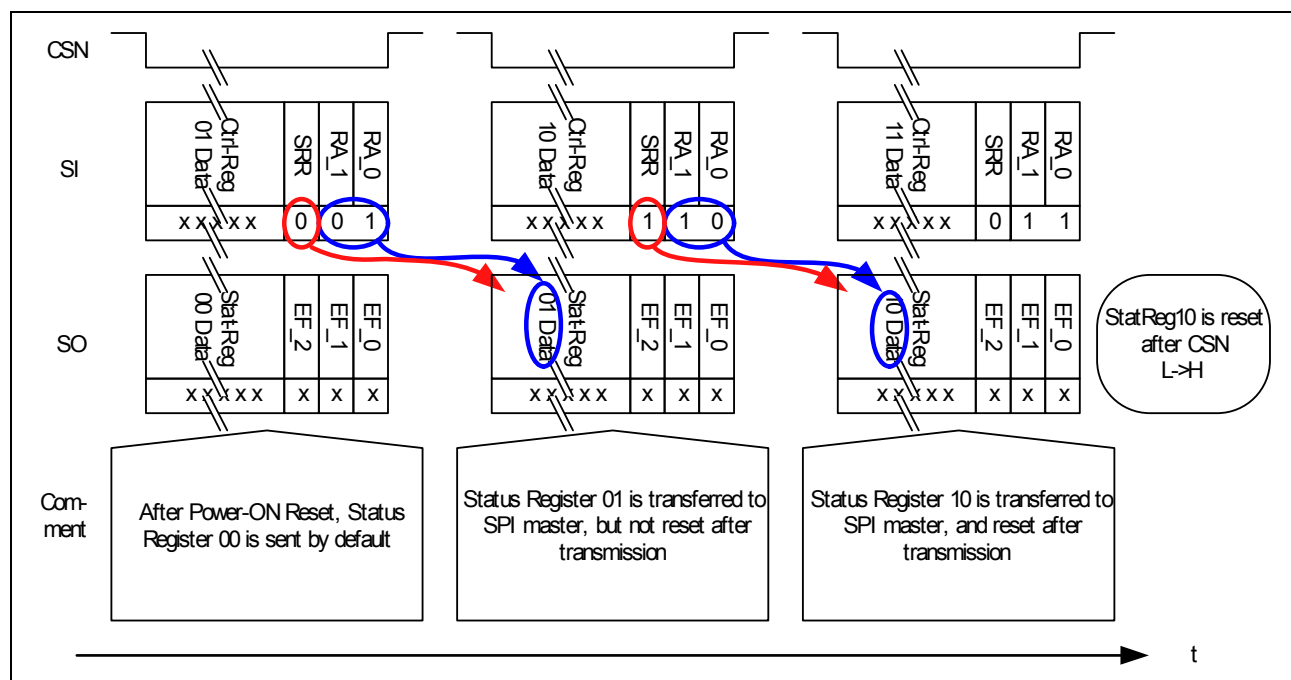 CSN
SI
Ctrl-Reg
01 Data
SRR
RA_1
RA_0
x x x x x
0
0
1
Ctrl-Reg
10 Data
SRR
RA_1
RA_0
x x x x x
1
1
0
Ctrl-Reg
11 Data
SRR
RA_1
RA_0
x x x x x
0
1
1
SO
Stat-Reg
00 Data
EF_2
EF_1
EF_0
x x x x x
x
x
x
Stat-Reg
01 Data
EF_2
EF_1
EF_0
x x x x x
x
x
x
Stat-Reg
10 Data
EF_2
EF_1
EF_0
x x x x x
x
x
x
StatReg10 is reset
after CSN
L->H
Com-
ment
After Power-ON Reset, Status
Register 00 is sent by default
Status Register 01 is transferred to
SPI master, but not reset after
transmission
Status Register 10 is transferred to
SPI master, and reset after
transmission
t